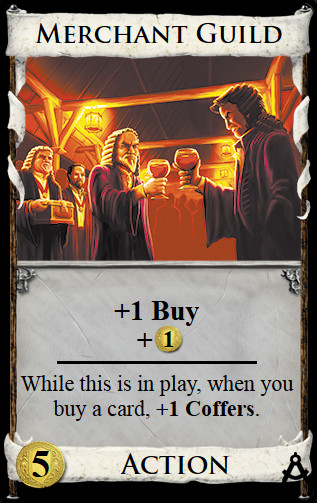 MERCHANT GUILD
+1 Buy
+1
While this is in play, when you
buy a card, +1 Coffers.
5 ACTION